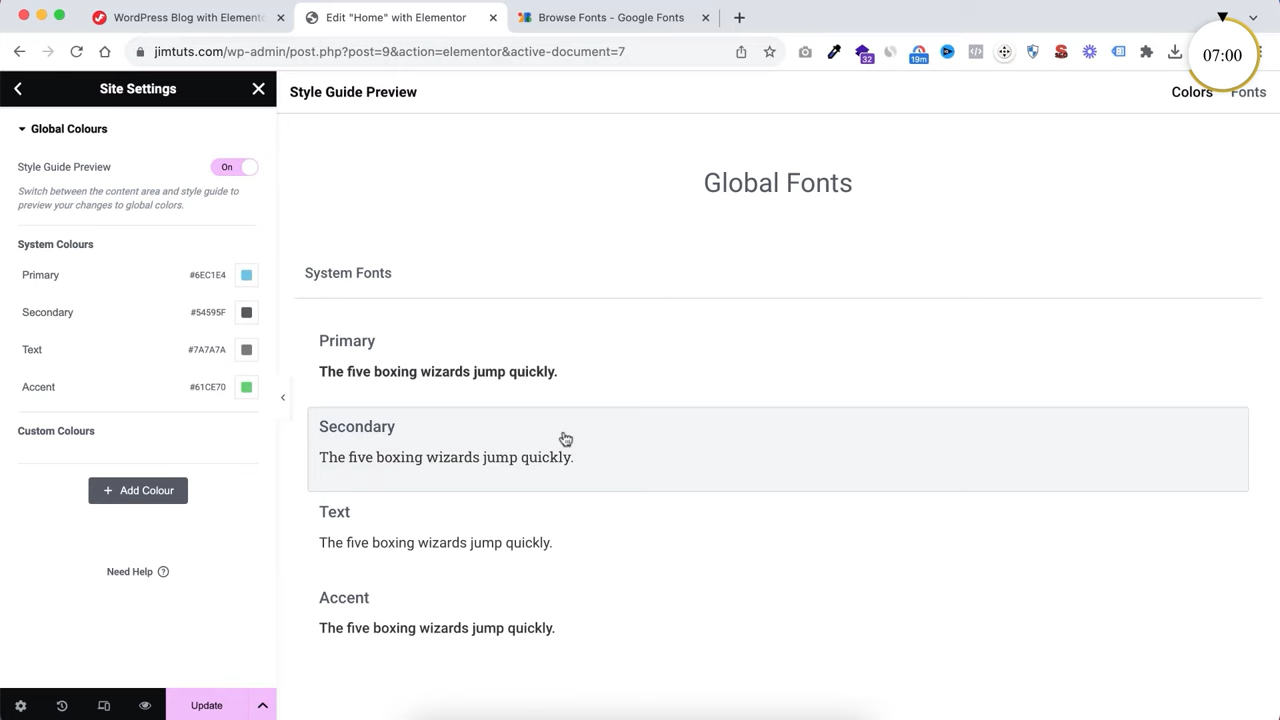 WordPress Blog with Elemento
Edit "Home" with Elementor
Browse Fonts - Google Fonts
jimtuts.com/wp-admin/post.php?post=9&action=elementor&active-document=7
32
19m
07:00
Site Settings
Style Guide Preview
Colors
Fonts
Global Colours
Style Guide Preview
On
Switch between the content area and style guide to
preview your changes to global colors.
System Colours
Primary
#6EC1E4
Secondary
#54595F
Text
#7A7A7A
Accent
#61CE70
Custom Colours
+ Add Colour
Need Help ?
Update
Global Fonts
System Fonts
Primary
The five boxing wizards jump quickly.
Secondary
The five boxing wizards jump quickly.
Text
The five boxing wizards jump quickly.
Accent
The five boxing wizards jump quickly.